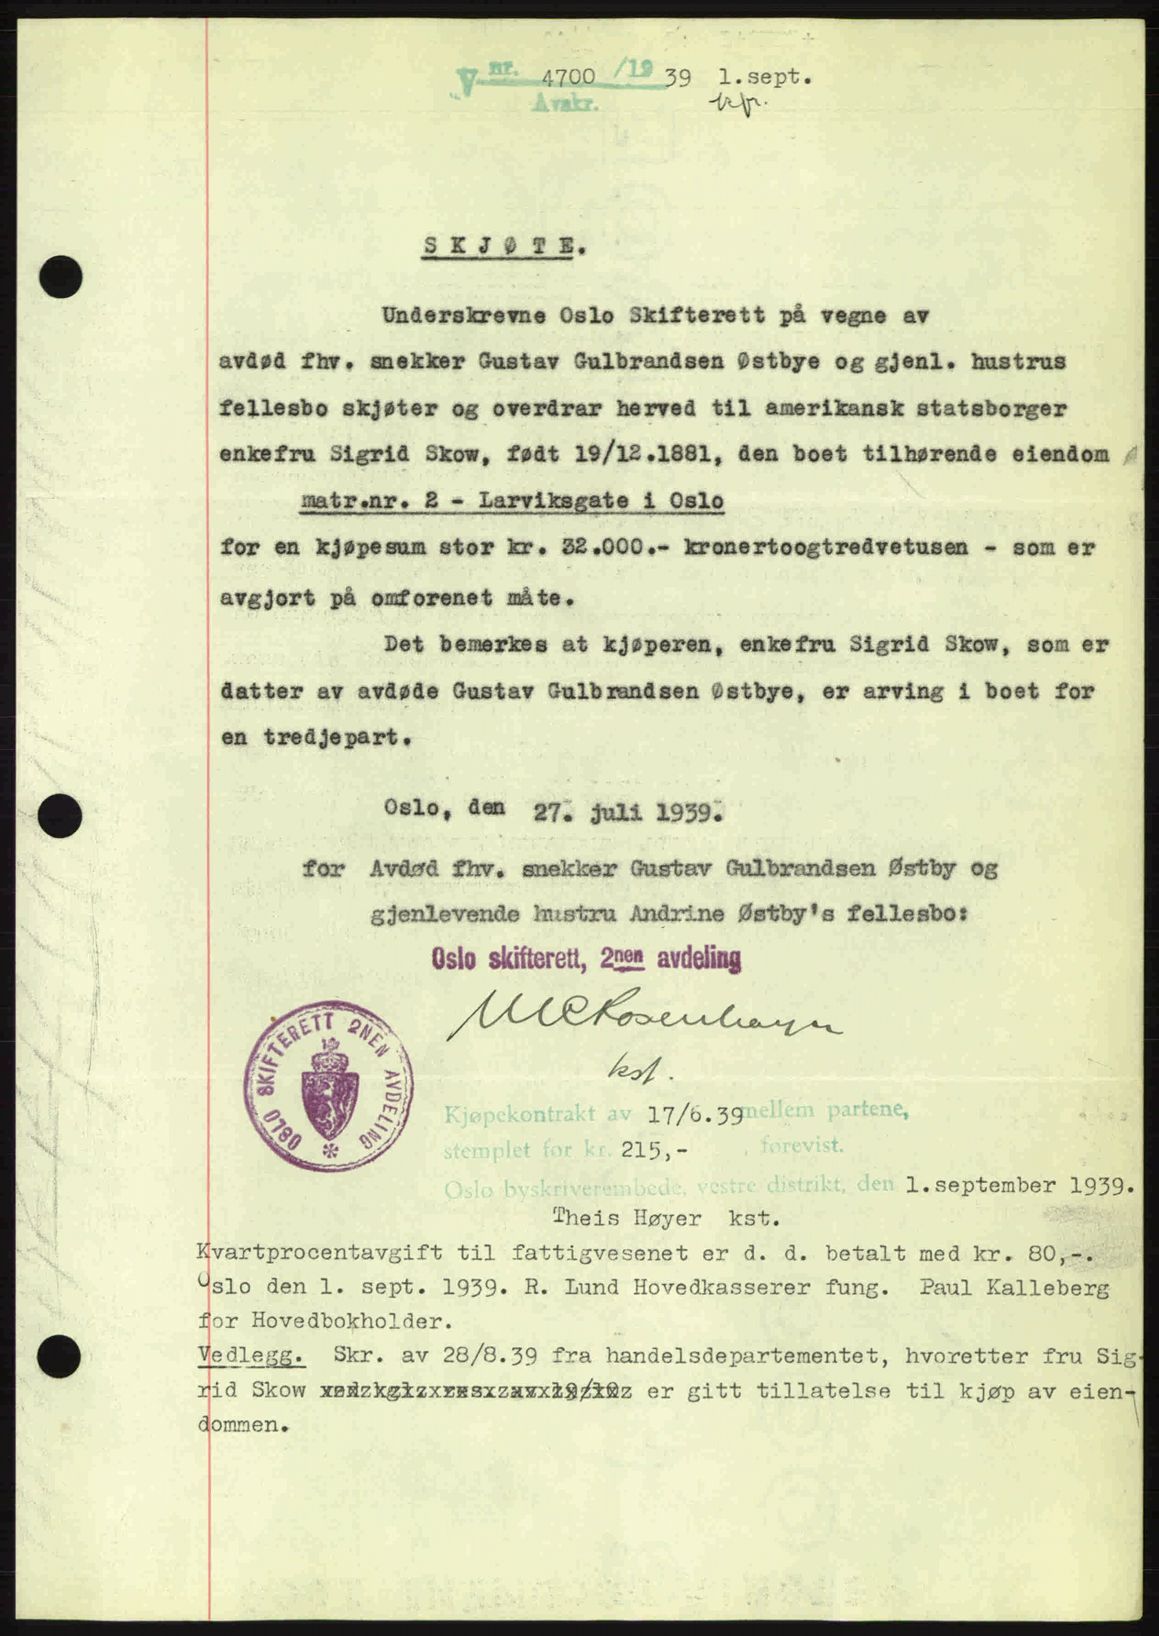 V nr. 4700 /19 39 1.sept.
Avskr.
SKJØTE.
Underskrevne Oslo Skifterett på vegne av
avdød fhv. snekker Gustav Gulbrandsen Østbye og gjenl. hustrus
fellesbo skjøter og overdrar herved til amerikansk statsborger
enkefru Sigrid Skow, født 19/12.1881, den boet tilhørende eiendom
matr.nr. 2 - Larviksgate i Oslo
for en kjøpesum stor kr. 32.000.- kronertoogtredvetusen - som er
avgjort på omforenet måte.
Det bemerkes at kjøperen, enkefru Sigrid Skow, som er
datter av avdøde Gustav Gulbrandsen Østbye, er arving i boet for
en tredjepart.
Oslo, den 27. juli 1939.
for Avdød fhv. snekker Gustav Gulbrandsen Østby og
gjenlevende hustru Andrine Østby's fellesbo:
Oslo skifterett, 2nen avdeling
kst.
OSLO SKIFTERETT 2NEN AVDELING
Kjøpekontrakt av 17/6.39 mellem partene,
stemplet for kr. 215,- , forevist.
Oslo byskriverembede, vestre distrikt, den 1.september 1939.
Theis Høyer kst.
Kvartprocentavgift til fattigvesenet er d. d. betalt med kr. 80,-.
Oslo den 1. sept. 1939. R. Lund Hovedkasserer fung. Paul Kalleberg
for Hovedbokholder.
Vedlegg. Skr. av 28/8.39 fra handelsdepartementet, hvoretter fru Sig-
rid Skow er gitt tillatelse til kjøp av eien-
dommen.